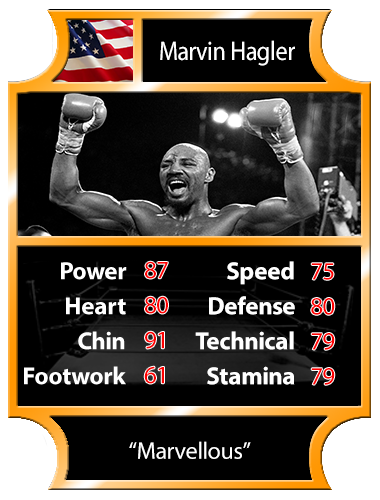 Marvin Hagler
Power 87 Speed 75
Heart 80 Defense 80
Chin 91 Technical 79
Footwork 61 Stamina 79
“Marvellous”